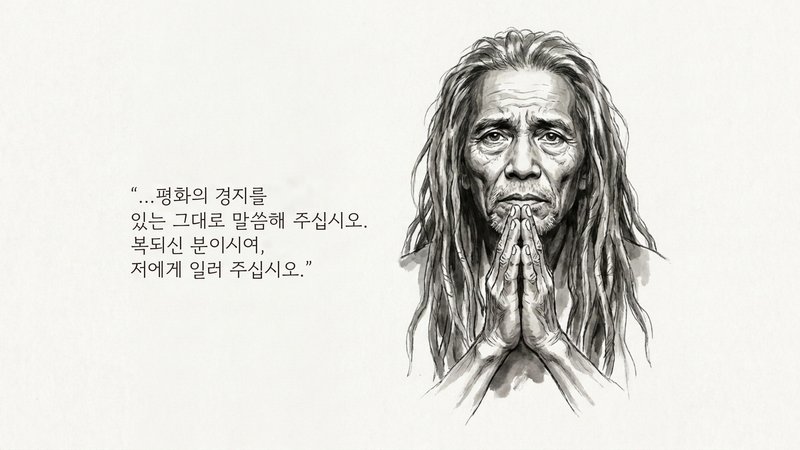 “…평화의 경지를
있는 그대로 말씀해 주십시오.
복되신 분이시여,
저에게 일러 주십시오.”